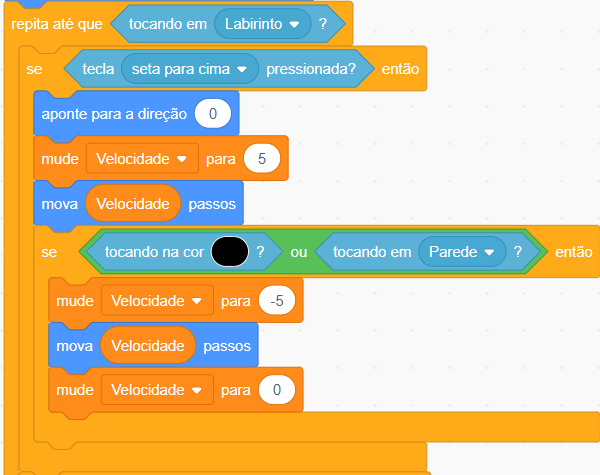 repita até que tocando em Labirinto ?
se tecla seta para cima pressionada? então
aponte para a direção 0
mude Velocidade para 5
mova Velocidade passos
se tocando na cor ? ou tocando em Parede ? então
mude Velocidade para -5
mova Velocidade passos
mude Velocidade para 0